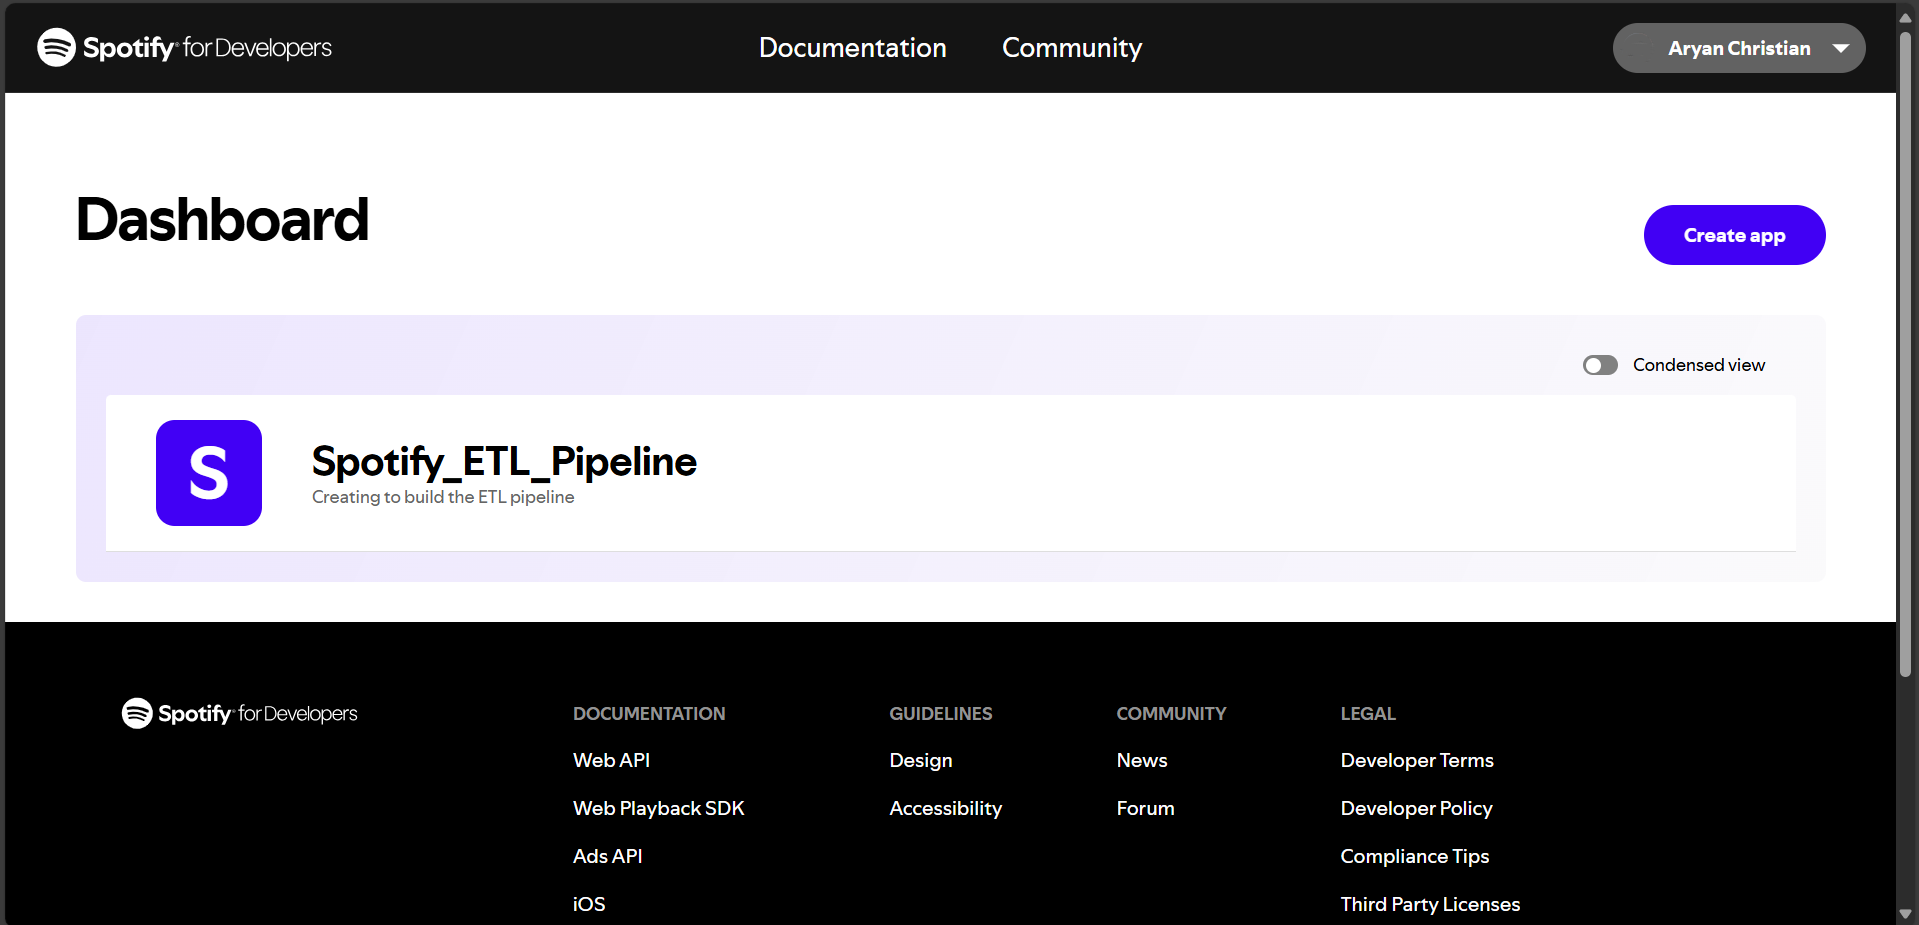 Spotify® for Developers
Documentation
Community
Aryan Christian
Dashboard
Create app
Condensed view
S
Spotify_ETL_Pipeline
Creating to build the ETL pipeline
Spotify® for Developers
DOCUMENTATION
Web API
Web Playback SDK
Ads API
iOS
GUIDELINES
Design
Accessibility
COMMUNITY
News
Forum
LEGAL
Developer Terms
Developer Policy
Compliance Tips
Third Party Licenses